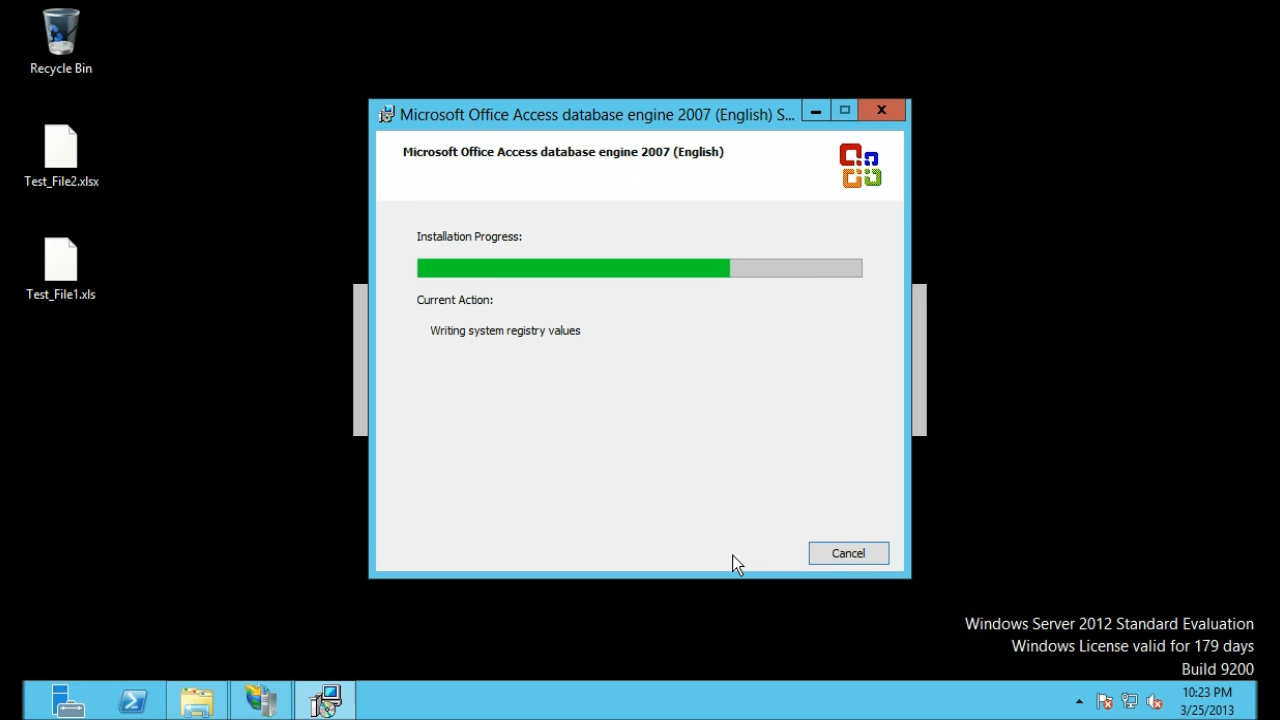 Recycle Bin
Test_File2.xlsx
Test_File1.xls
Microsoft Office Access database engine 2007 (English) S...
Microsoft Office Access database engine 2007 (English)
Installation Progress:
Current Action:
Writing system registry values
Cancel
Windows Server 2012 Standard Evaluation
Windows License valid for 179 days
Build 9200
10:23 PM
3/25/2013